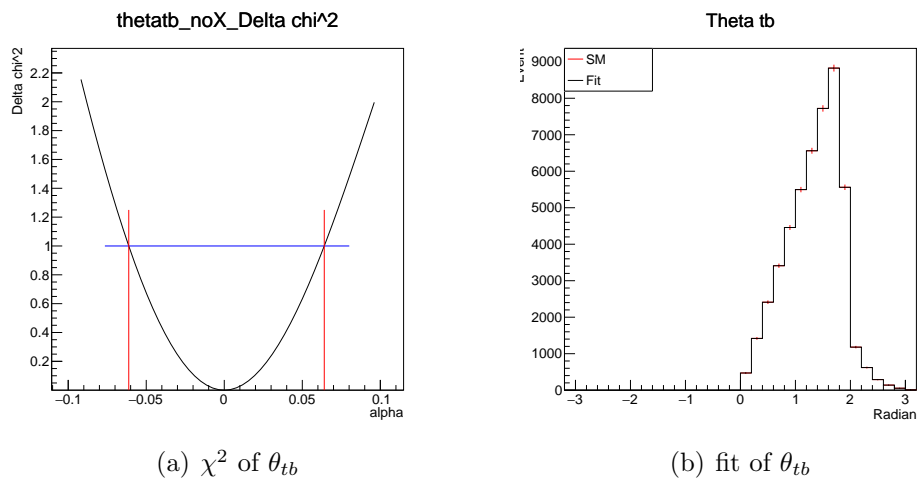 thetatb_noX_Delta chi^2
Delta chi^2
2.2
2
1.8
1.6
1.4
1.2
1
0.8
0.6
0.4
0.2
−0.1 −0.05 0 0.05 0.1
alpha
(a) χ² of θ_tb
Theta tb
SM
Fit
9000
8000
7000
6000
5000
4000
3000
2000
1000
0
−3 −2 −1 0 1 2 3
Radian
(b) fit of θ_tb